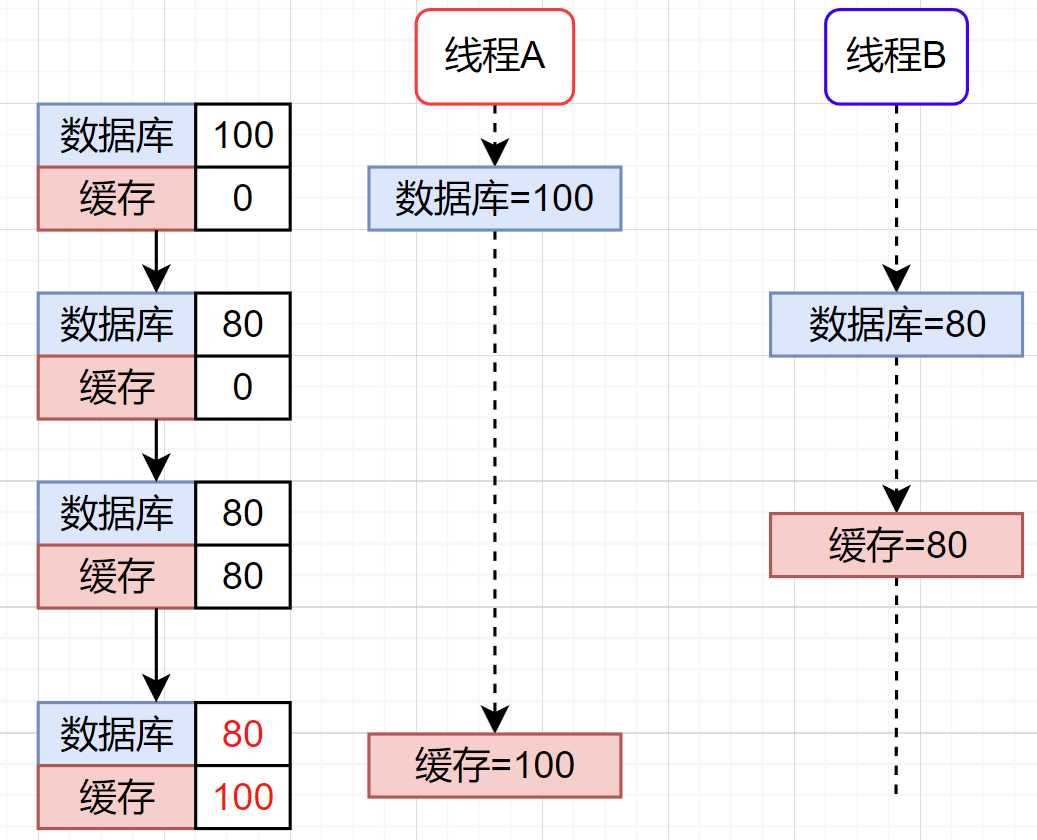 线程A
线程B
数据库 100
缓存 0
数据库=100
数据库 80
缓存 0
数据库=80
数据库 80
缓存 80
缓存=80
数据库 80
缓存 100
缓存=100